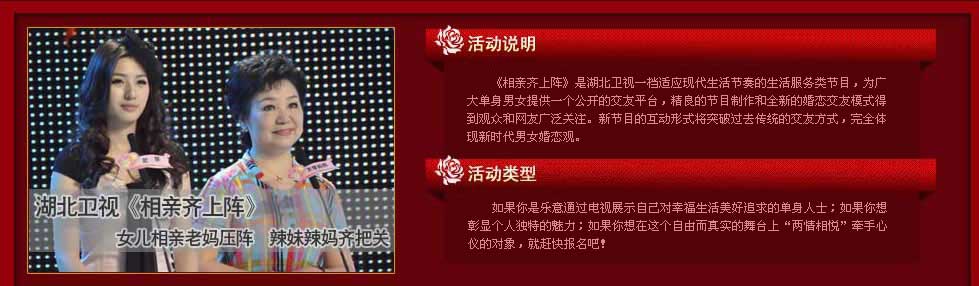 湖北卫视《相亲齐上阵》
女儿相亲老妈压阵 辣妹辣妈齐把关
活动说明
《相亲齐上阵》是湖北卫视一档适应现代生活节奏的生活服务类节目，为广
大单身男女提供一个公开的交友平台，精良的节目制作和全新的婚恋交友模式得
到观众和网友广泛关注。新节目的互动形式将突破过去传统的交友方式，完全体
现新时代男女婚恋观。
活动类型
如果你是乐意通过电视展示自己对幸福生活美好追求的单身人士；如果你想
彰显个人独特的魅力；如果你想在这个自由而真实的舞台上“两情相悦”牵手心
仪的对象，就赶快报名吧！